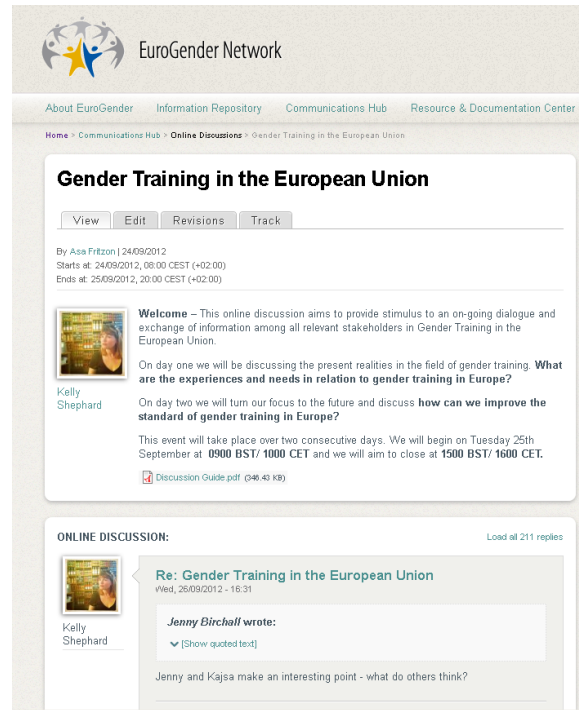 EuroGender Network
About EuroGender Information Repository Communications Hub Resource & Documentation Center
Home > Communications Hub > Online Discussions > Gender Training in the European Union
Gender Training in the European Union
View Edit Revisions Track
By Asa Fritzon | 24/09/2012
Starts at: 24/09/2012, 08:00 CEST (+02:00)
Ends at: 25/09/2012, 20:00 CEST (+02:00)
Kelly
Shephard
Welcome – This online discussion aims to provide stimulus to an on-going dialogue and
exchange of information among all relevant stakeholders in Gender Training in the
European Union.
On day one we will be discussing the present realities in the field of gender training. What
are the experiences and needs in relation to gender training in Europe?
On day two we will turn our focus to the future and discuss how can we improve the
standard of gender training in Europe?
This event will take place over two consecutive days. We will begin on Tuesday 25th
September at 0900 BST/ 1000 CET and we will aim to close at 1500 BST/ 1600 CET.
Discussion Guide.pdf (346.43 KB)
ONLINE DISCUSSION: Load all 211 replies
Kelly
Shephard
Re: Gender Training in the European Union
Wed, 26/09/2012 - 16:31
Jenny Birchall wrote:
[Show quoted text]
Jenny and Kajsa make an interesting point - what do others think?